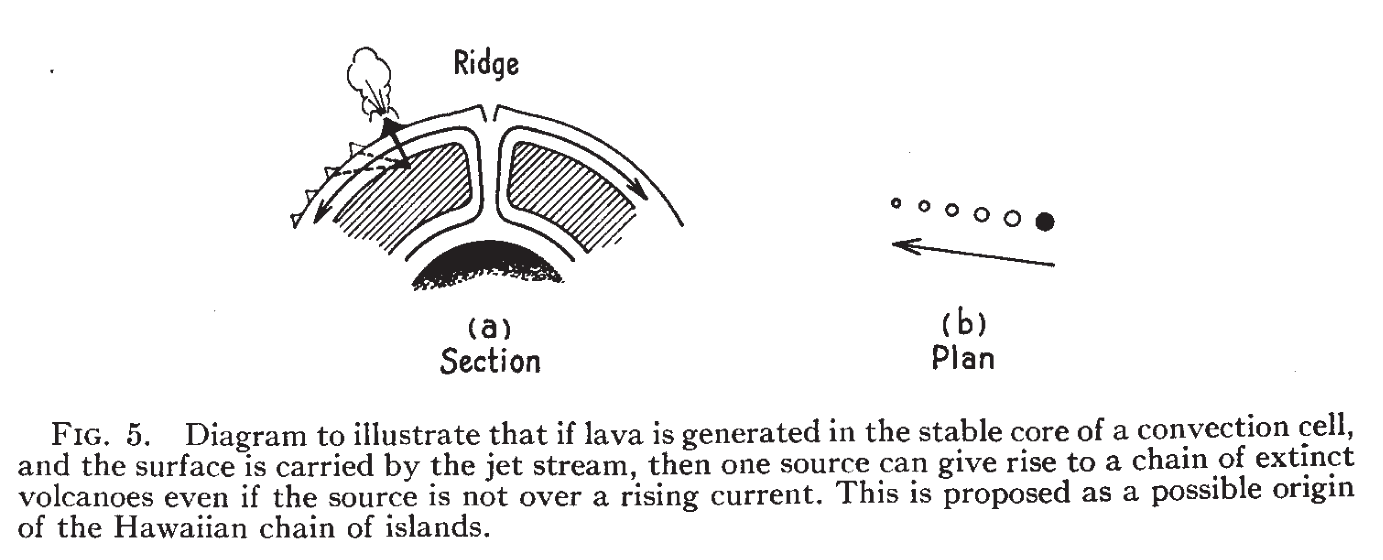 Ridge
(a)
Section
(b)
Plan
FIG. 5. Diagram to illustrate that if lava is generated in the stable core of a convection cell,
and the surface is carried by the jet stream, then one source can give rise to a chain of extinct
volcanoes even if the source is not over a rising current. This is proposed as a possible origin
of the Hawaiian chain of islands.